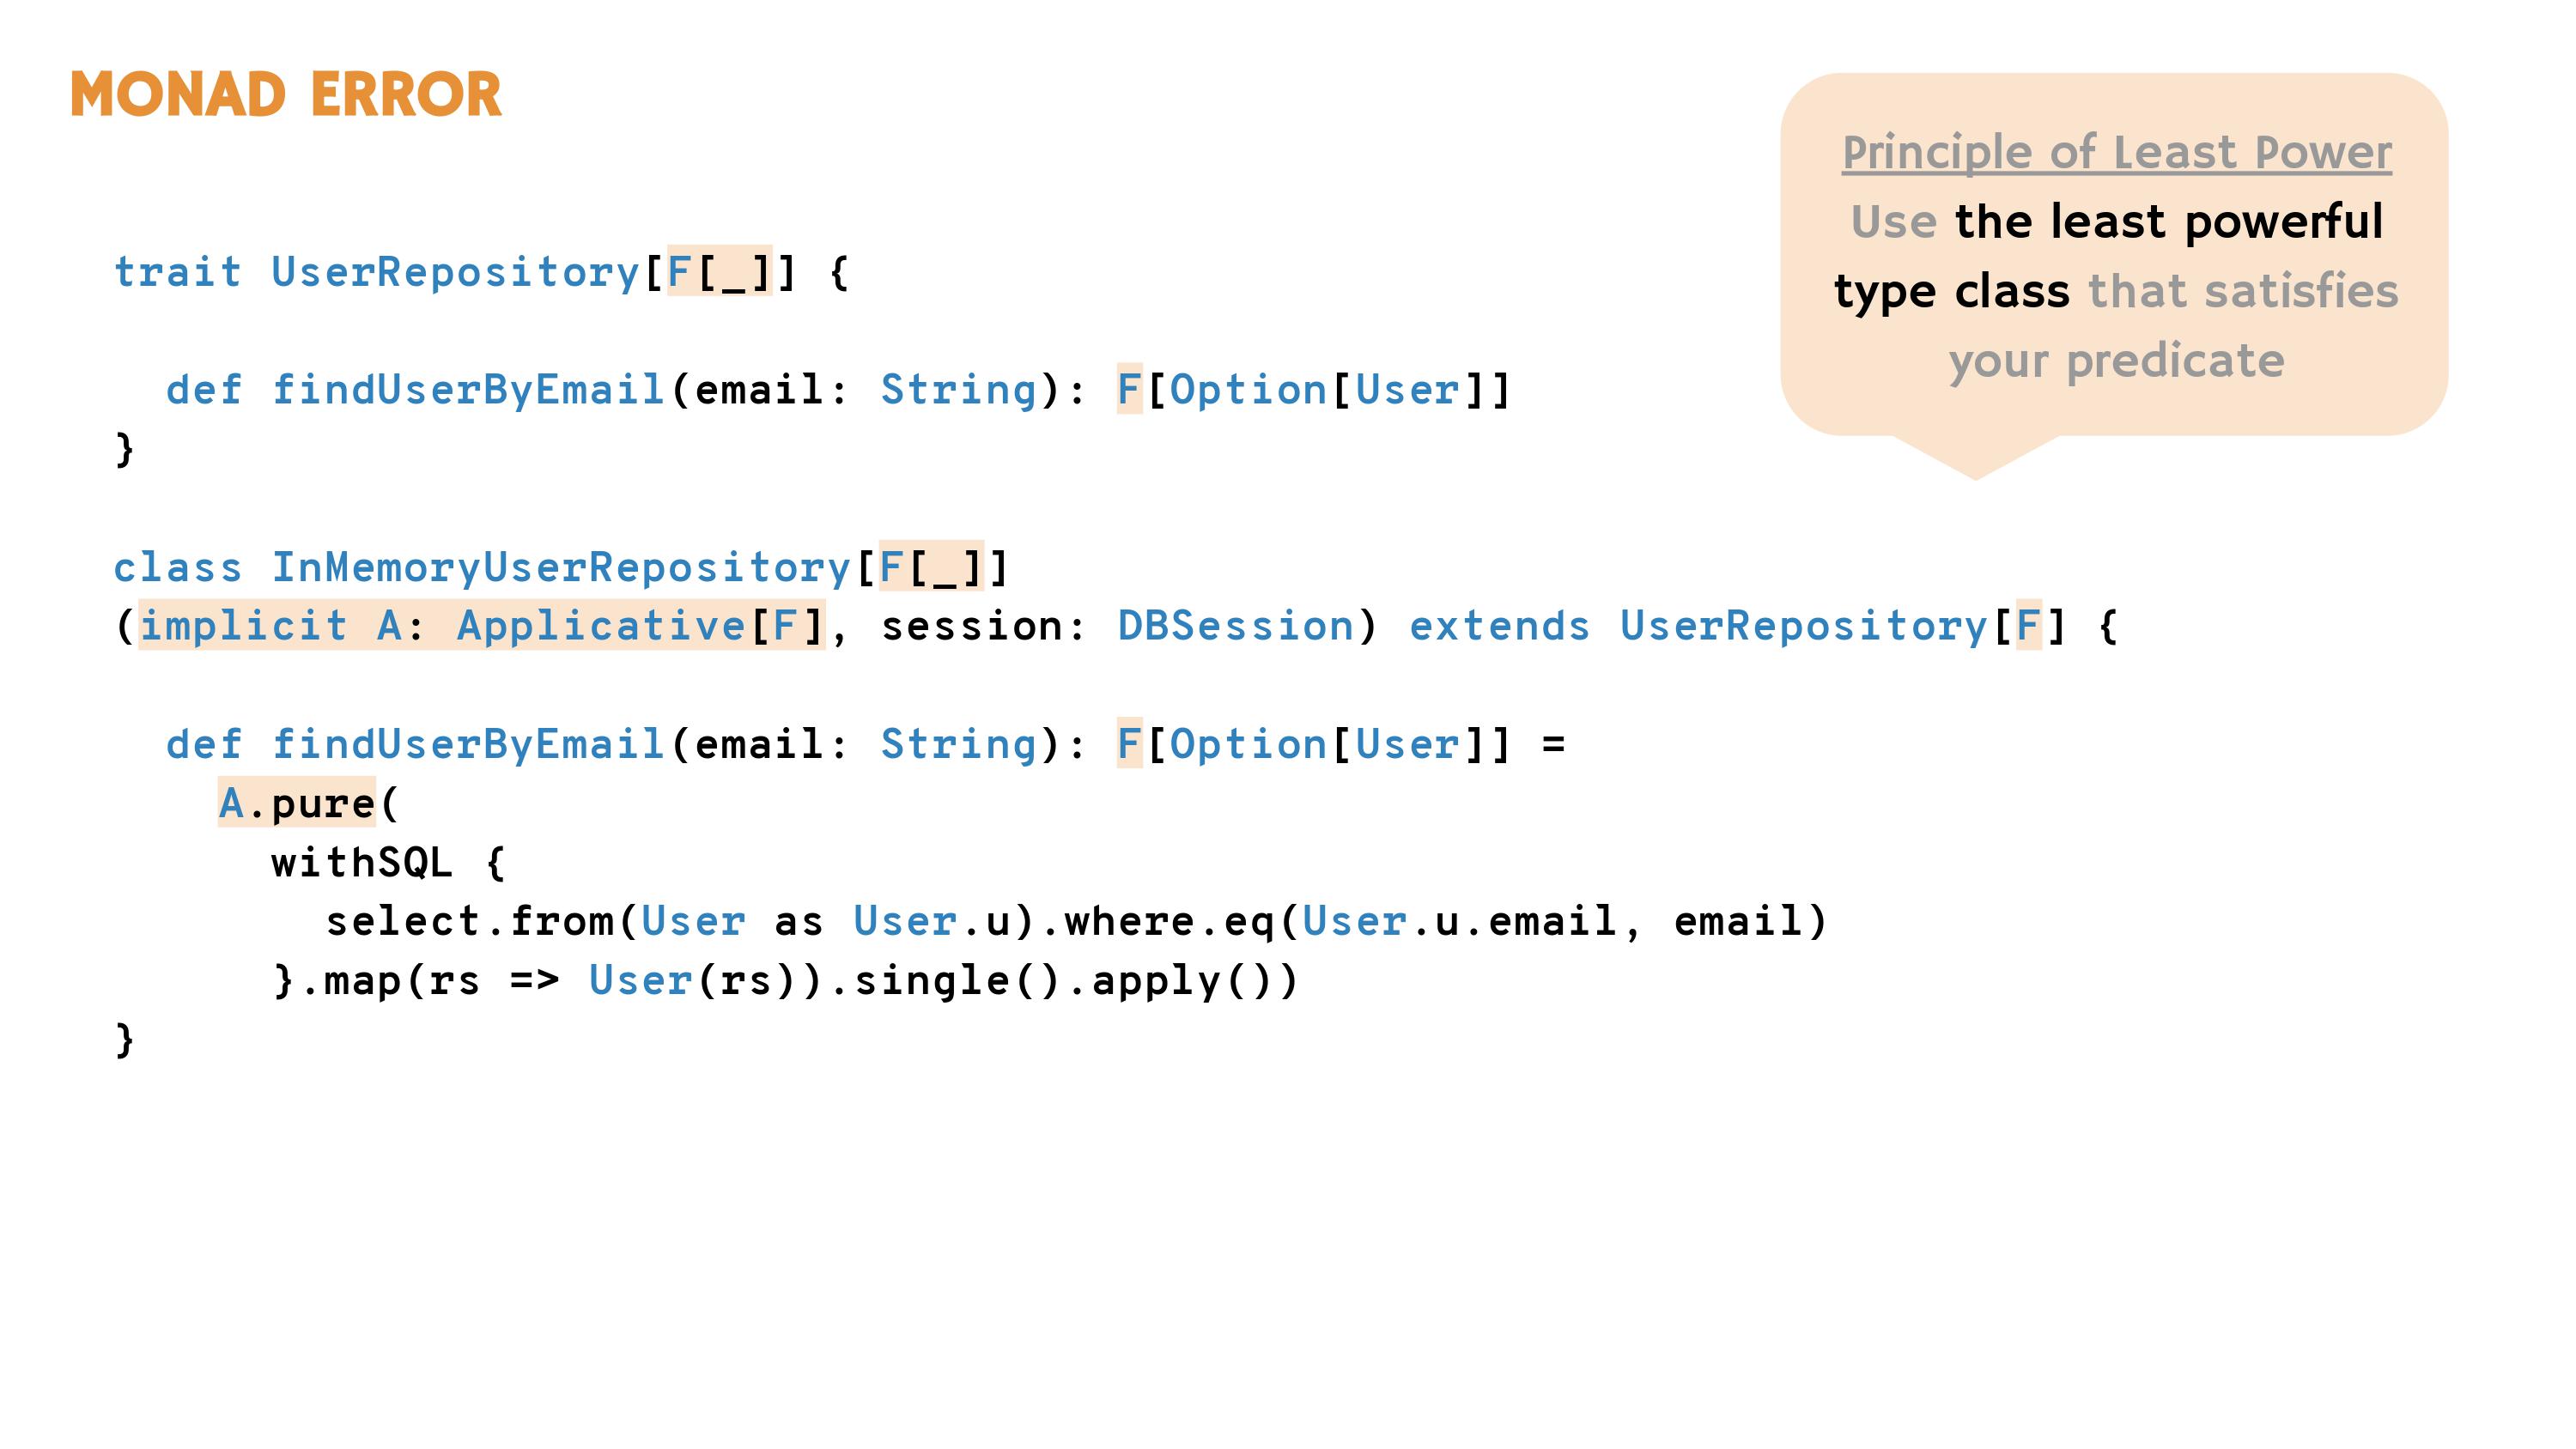 MONAD ERROR
Principle of Least Power
Use the least powerful
type class that satisfies
your predicate
trait UserRepository[F[_]] {
  def findUserByEmail(email: String): F[Option[User]]
}
class InMemoryUserRepository[F[_]]
(implicit A: Applicative[F], session: DBSession) extends UserRepository[F] {
  def findUserByEmail(email: String): F[Option[User]] =
    A.pure(
      withSQL {
        select.from(User as User.u).where.eq(User.u.email, email)
      }.map(rs => User(rs)).single().apply())
}